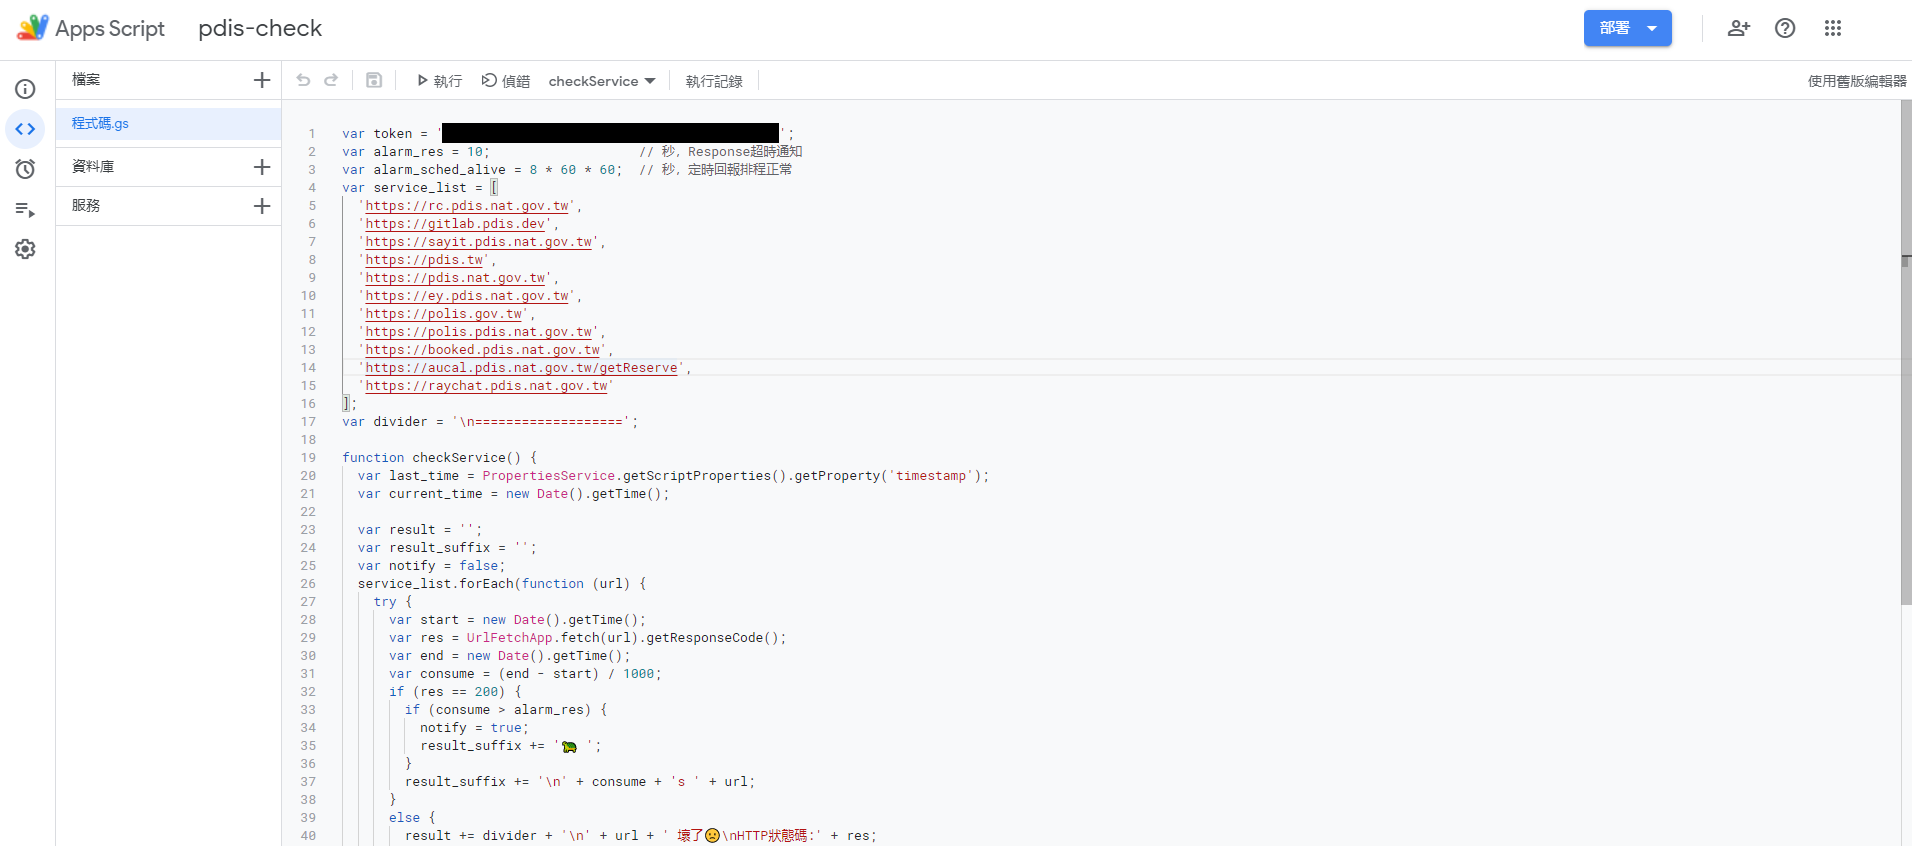 Apps Script pdis-check 部署
檔案 執行 偵錯 checkService 執行記錄 使用舊版編輯器
程式碼.gs
資料庫
服務
1 var token = '';
2 var alarm_res = 10; // 秒, Response超時通知
3 var alarm_sched_alive = 8 * 60 * 60; // 秒, 定時回報排程正常
4 var service_list = [
5 'https://rc.pdis.nat.gov.tw',
6 'https://gitlab.pdis.dev',
7 'https://sayit.pdis.nat.gov.tw',
8 'https://pdis.tw',
9 'https://pdis.nat.gov.tw',
10 'https://ey.pdis.nat.gov.tw',
11 'https://polis.gov.tw',
12 'https://polis.pdis.nat.gov.tw',
13 'https://booked.pdis.nat.gov.tw',
14 'https://aucal.pdis.nat.gov.tw/getReserve',
15 'https://raychat.pdis.nat.gov.tw'
16 ];
17 var divider = '\n===================';
18
19 function checkService() {
20 var last_time = PropertiesService.getScriptProperties().getProperty('timestamp');
21 var current_time = new Date().getTime();
22
23 var result = '';
24 var result_suffix = '';
25 var notify = false;
26 service_list.forEach(function (url) {
27 try {
28 var start = new Date().getTime();
29 var res = UrlFetchApp.fetch(url).getResponseCode();
30 var end = new Date().getTime();
31 var consume = (end - start) / 1000;
32 if (res == 200) {
33 if (consume > alarm_res) {
34 notify = true;
35 result_suffix += '🐢 ';
36 }
37 result_suffix += '\n' + consume + 's ' + url;
38 }
39 else {
40 result += divider + '\n' + url + ' 壞了☹️\nHTTP狀態碼:' + res;